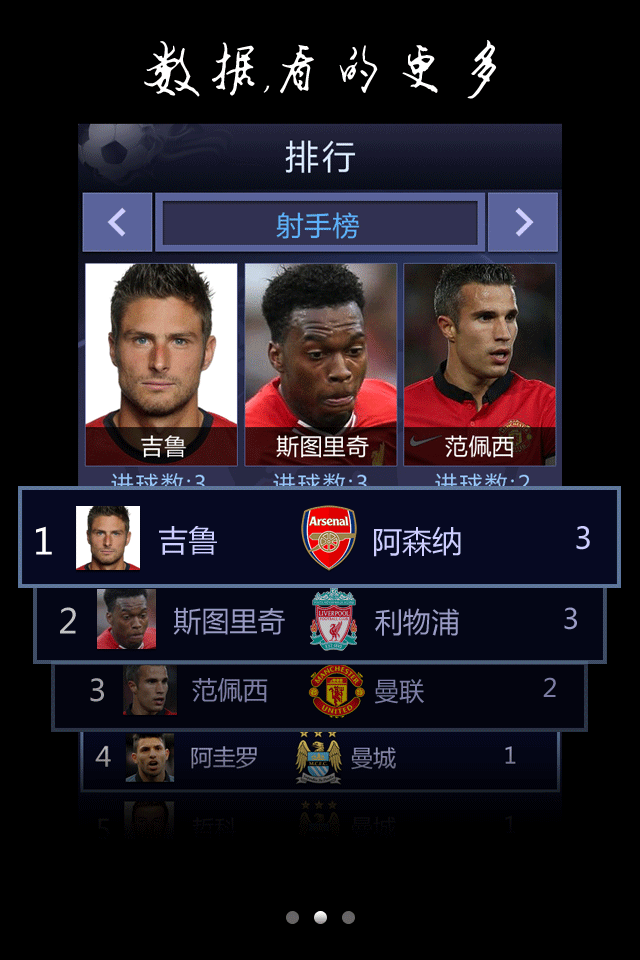 数据,看的更多
排行
射手榜
吉鲁 斯图里奇 范佩西
进球数:3 进球数:3 进球数:2
1 吉鲁 Arsenal 阿森纳 3
2 斯图里奇 LIVERPOOL 利物浦 3
3 范佩西 MANCHESTER UNITED 曼联 2
4 阿圭罗 M.C.F.C. 曼城 1
5 哲科 曼城 1